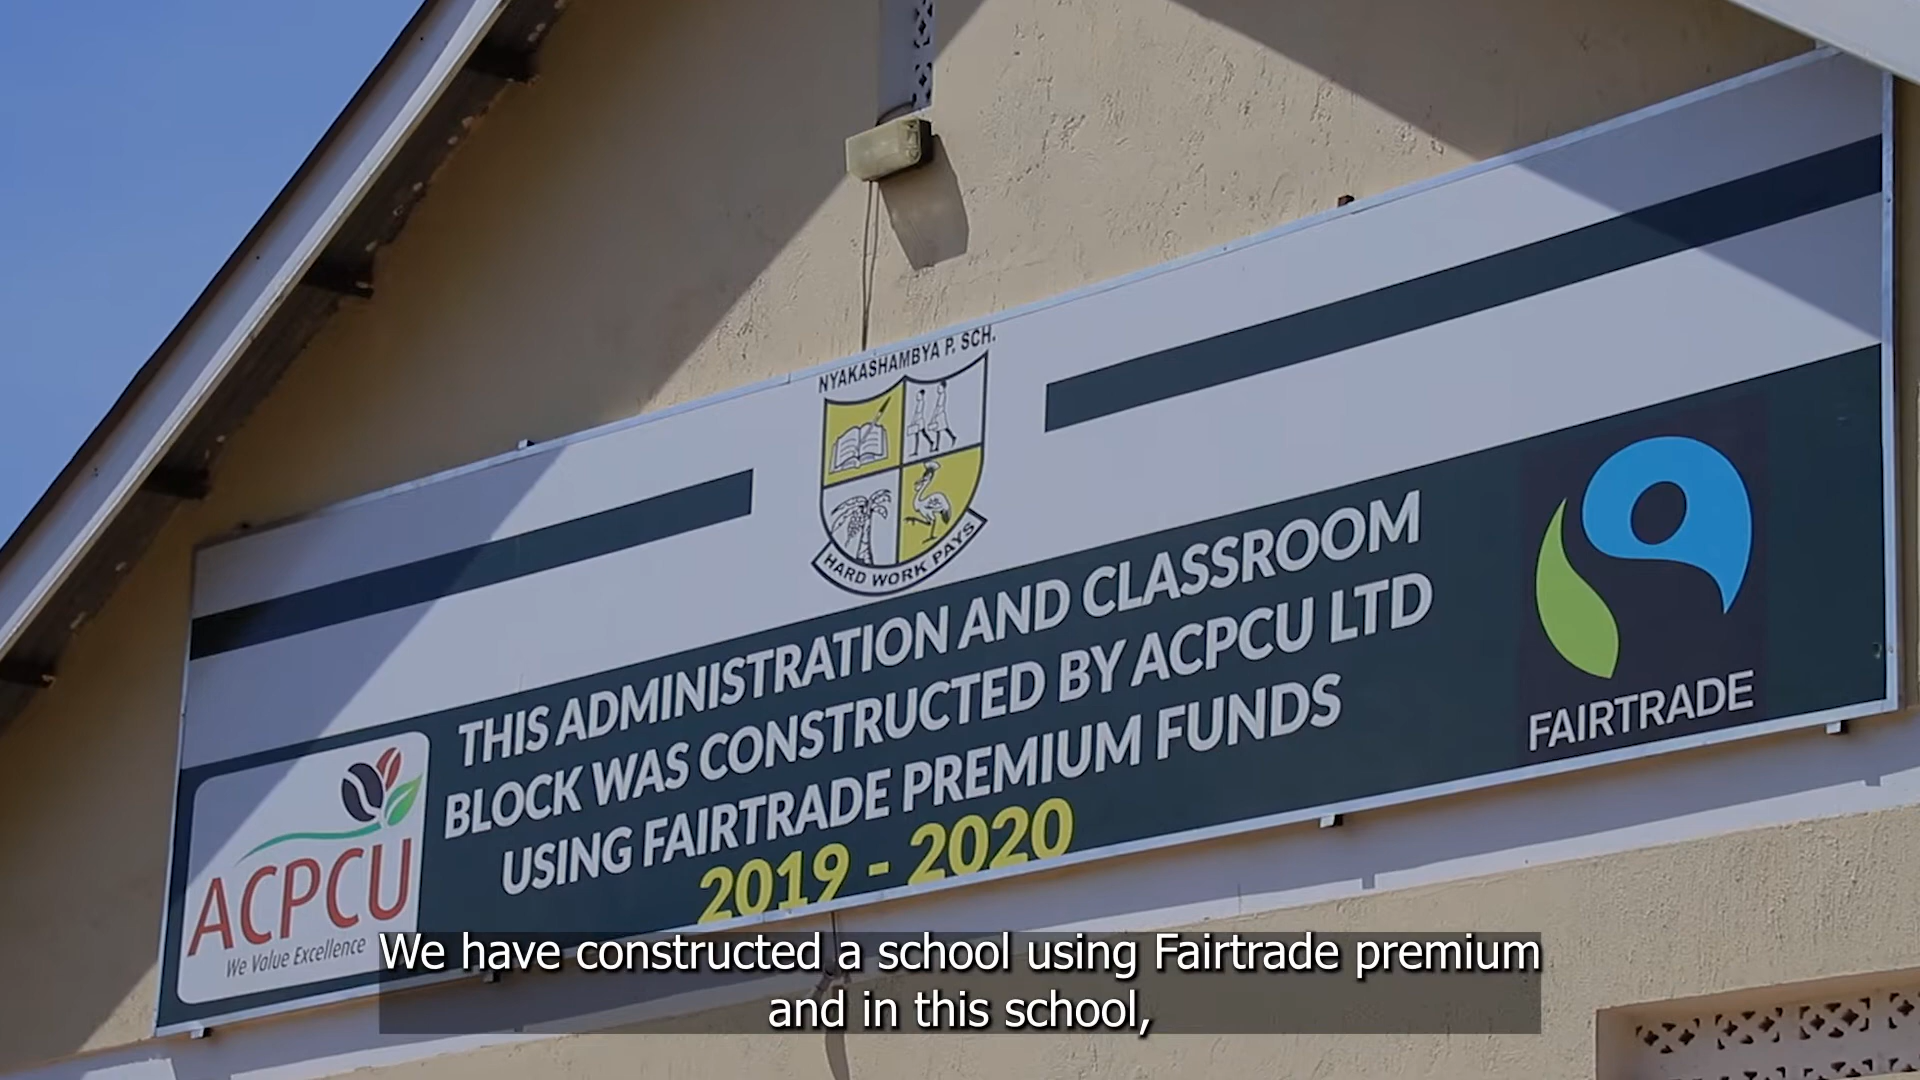 NYAKASHAMBYA P. SCH.
HARD WORK PAYS
THIS ADMINISTRATION AND CLASSROOM
BLOCK WAS CONSTRUCTED BY ACPCU LTD
USING FAIRTRADE PREMIUM FUNDS
2019 - 2020
FAIRTRADE
ACPCU
We Value Excellence
We have constructed a school using Fairtrade premium
and in this school,